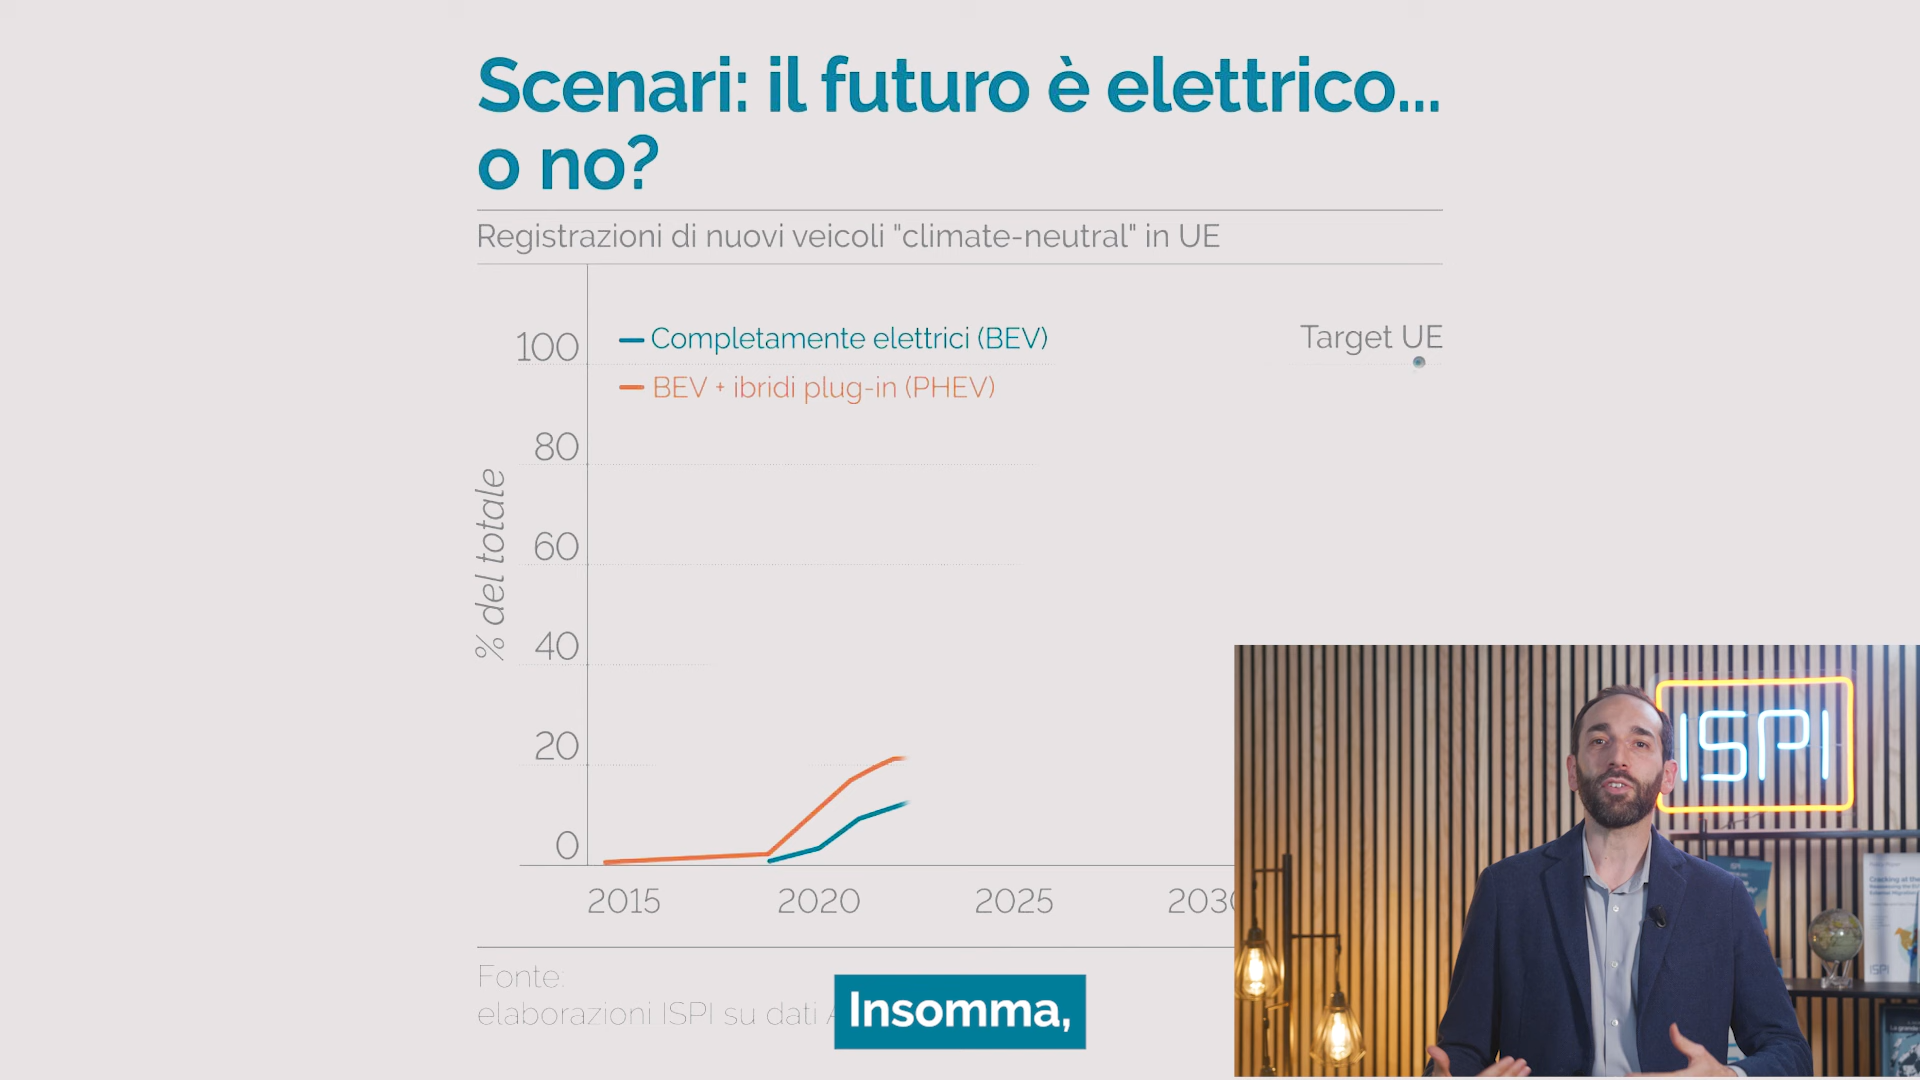 Scenari: il futuro è elettrico...
o no?
Registrazioni di nuovi veicoli "climate-neutral" in UE
Completamente elettrici (BEV)
BEV + ibridi plug-in (PHEV)
Target UE
% del totale
100
80
60
40
20
0
2015 2020 2025
Fonte:
elaborazioni ISPI su dati
Insomma,
ISPI
ISPI